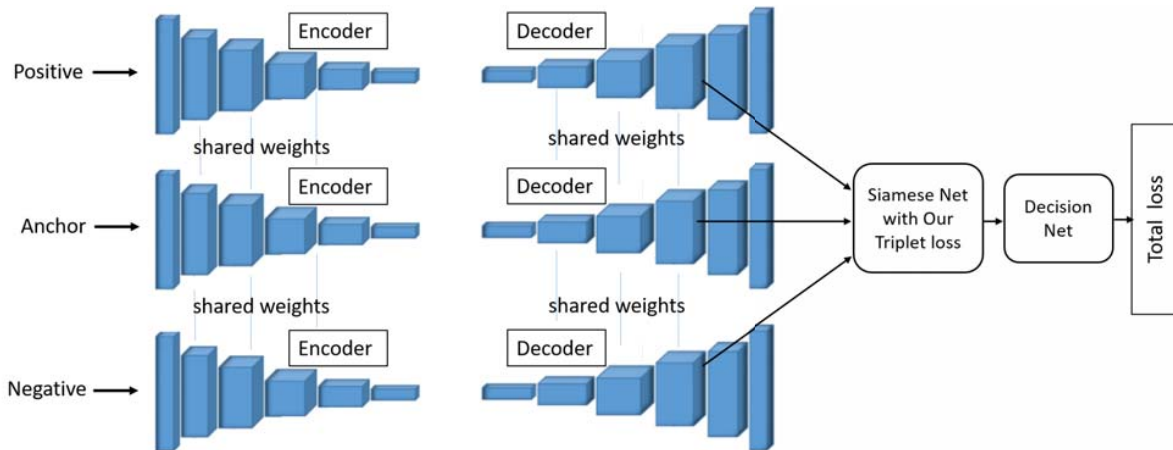 Encoder
Decoder
Positive
shared weights
shared weights
Encoder
Decoder
Anchor
Siamese Net
with Our
Triplet loss
Decision
Net
Total loss
shared weights
shared weights
Encoder
Decoder
Negative